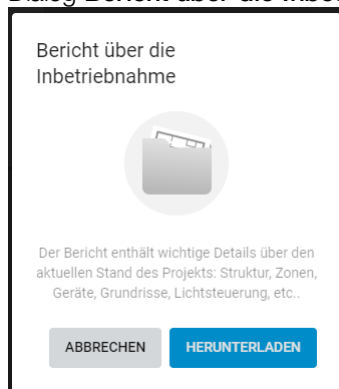 Bericht über die
Inbetriebnahme
Der Bericht enthält wichtige Details über den
aktuellen Stand des Projekts: Struktur, Zonen,
Geräte, Grundrisse, Lichtsteuerung, etc..
ABBRECHEN HERUNTERLADEN